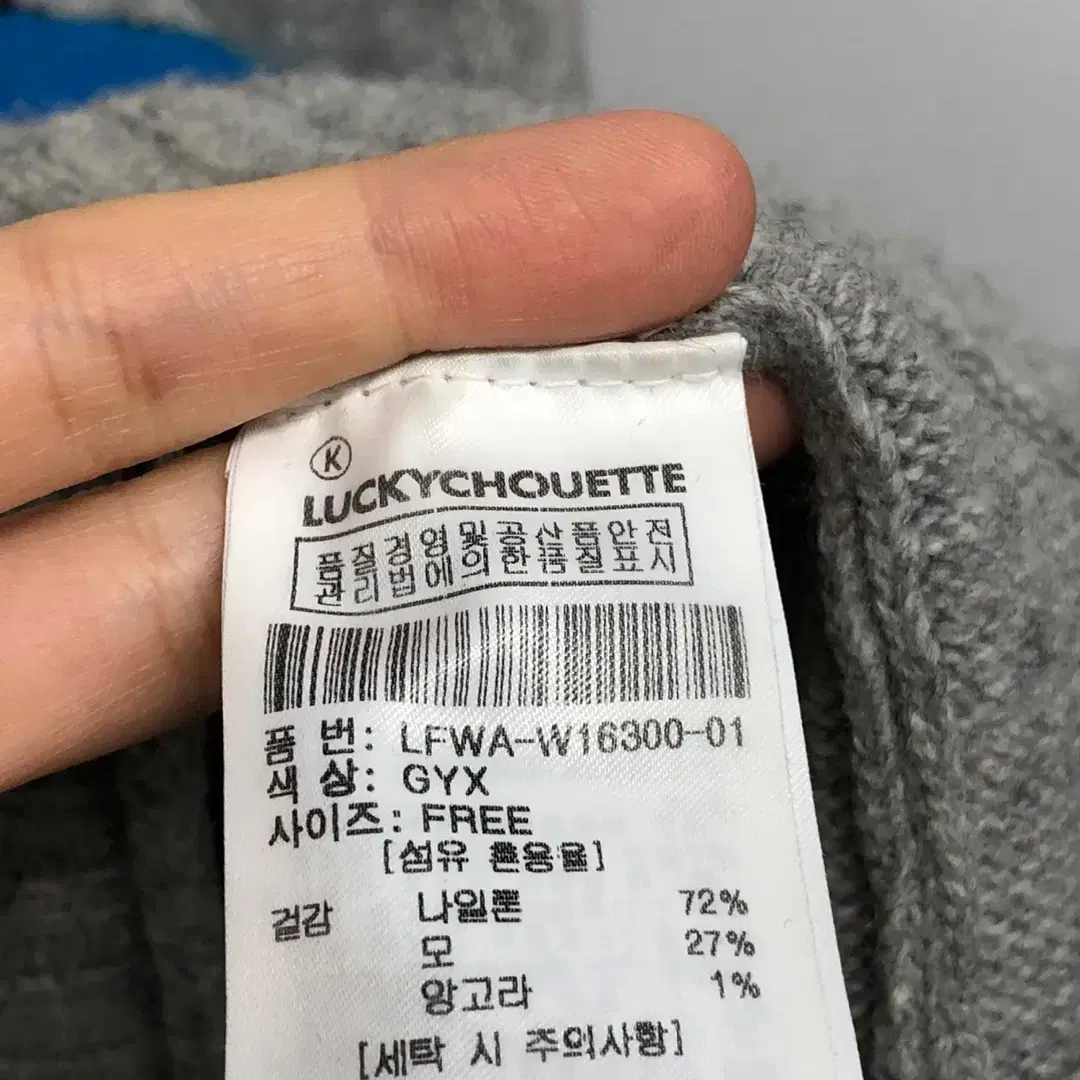 K
LUCKYCHOUETTE
품질경영및공산품안전
관리법에의한품질표시
품 번: LFWA-W16300-01
색 상: GYX
사이즈: FREE
[섬유 혼용율]
겉감 나일론 72%
모 27%
앙고라 1%
[세탁 시 주의사항]